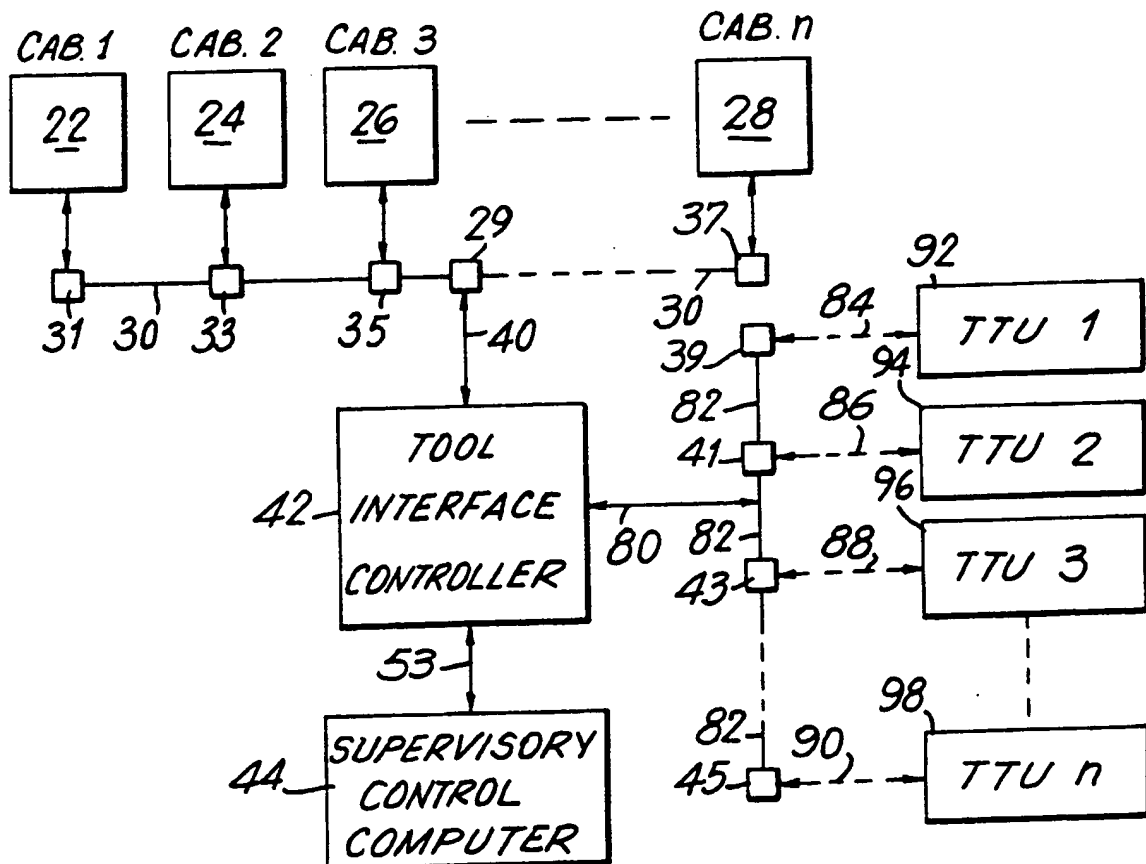 CAB. 1 CAB. 2 CAB. 3 CAB. n
22 24 26 28
29 37
31 30 33 35 40 30
39
84 92
TTU 1
82 86 94
41 TTU 2
TOOL
INTERFACE
CONTROLLER
42 80
82 88 96
43 TTU 3
53
82 90 98
45 TTU n
44
SUPERVISORY
CONTROL
COMPUTER